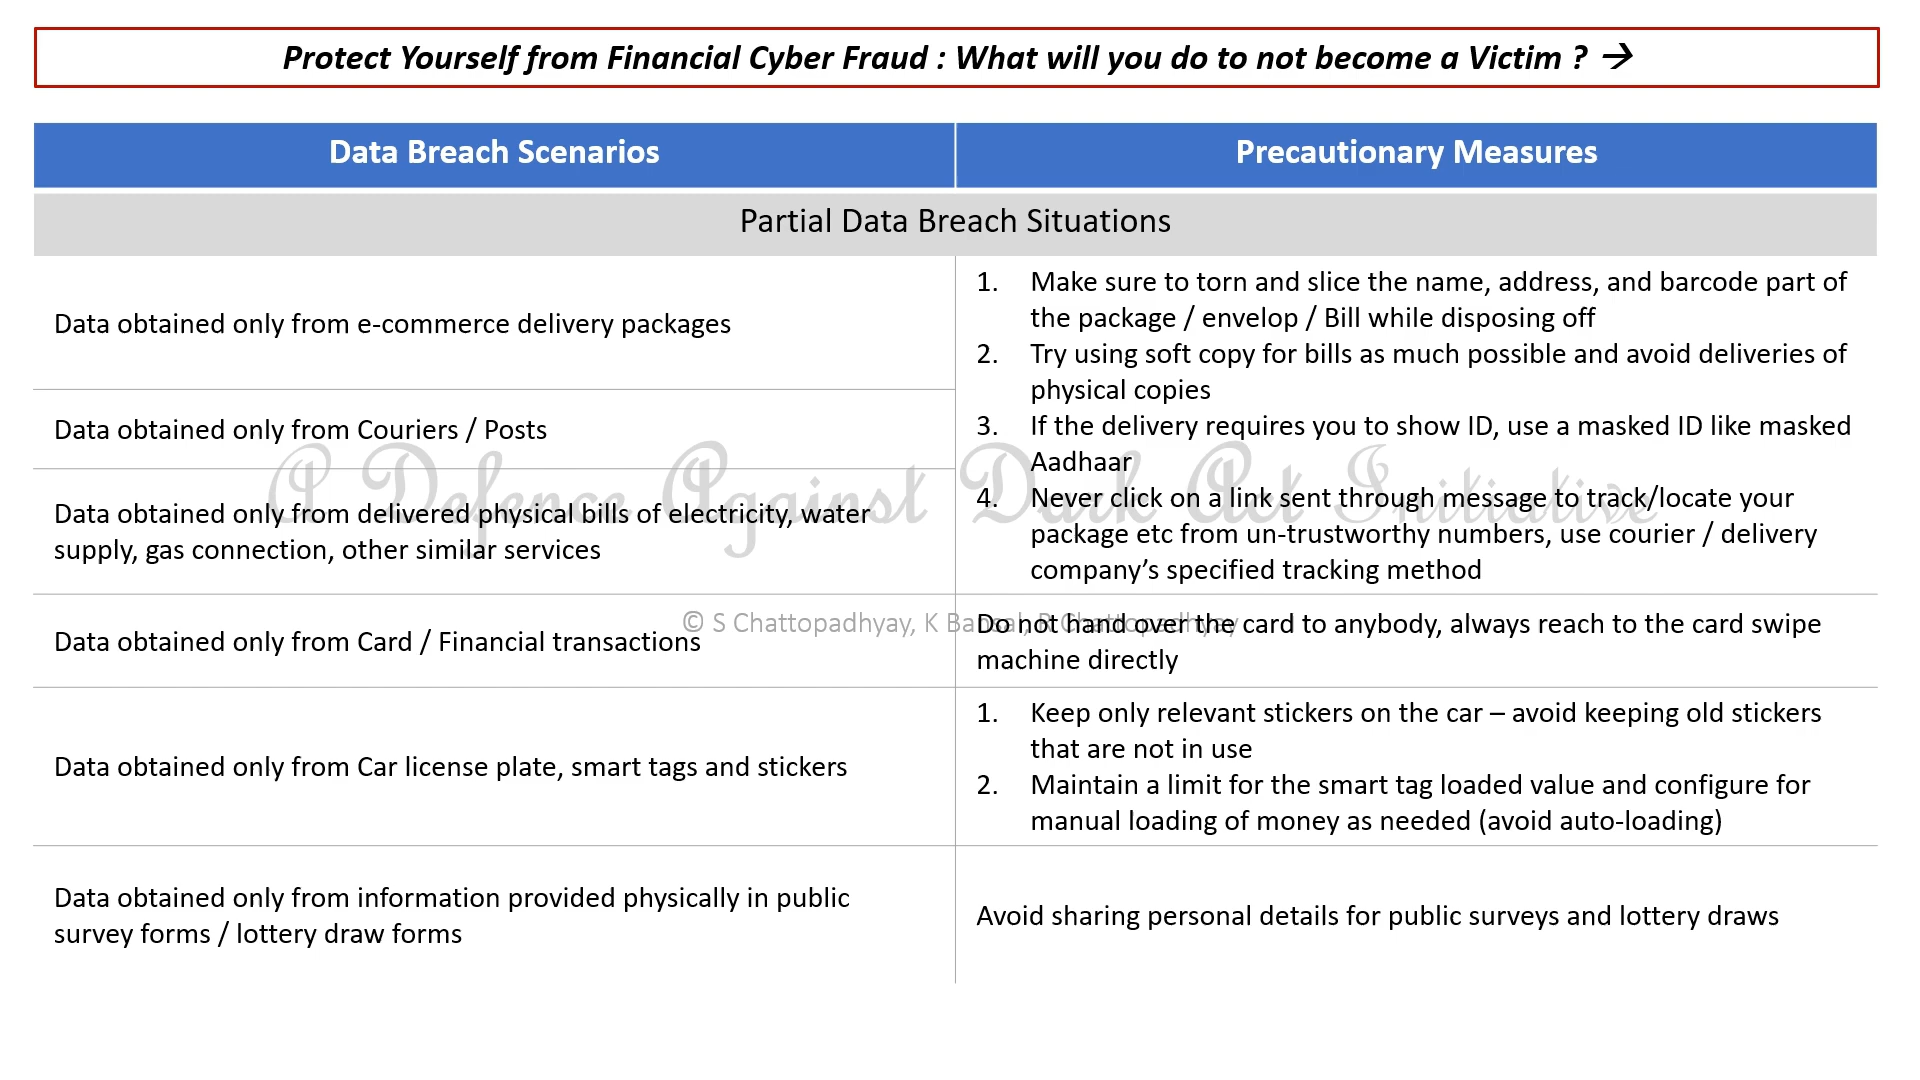 Protect Yourself from Financial Cyber Fraud : What will you do to not become a Victim ? →
Data Breach Scenarios
Precautionary Measures
Partial Data Breach Situations
Data obtained only from e-commerce delivery packages
Data obtained only from Couriers / Posts
Data obtained only from delivered physical bills of electricity, water
supply, gas connection, other similar services
1. Make sure to torn and slice the name, address, and barcode part of
the package / envelop / Bill while disposing off
2. Try using soft copy for bills as much possible and avoid deliveries of
physical copies
3. If the delivery requires you to show ID, use a masked ID like masked
Aadhaar
4. Never click on a link sent through message to track/locate your
package etc from un-trustworthy numbers, use courier / delivery
company’s specified tracking method
Data obtained only from Card / Financial transactions
Do not hand over the card to anybody, always reach to the card swipe
machine directly
Data obtained only from Car license plate, smart tags and stickers
1. Keep only relevant stickers on the car – avoid keeping old stickers
that are not in use
2. Maintain a limit for the smart tag loaded value and configure for
manual loading of money as needed (avoid auto-loading)
Data obtained only from information provided physically in public
survey forms / lottery draw forms
Avoid sharing personal details for public surveys and lottery draws
A Defence Against Dark Act Initiative
© S Chattopadhyay, K Bansal, R Chattopadhyay